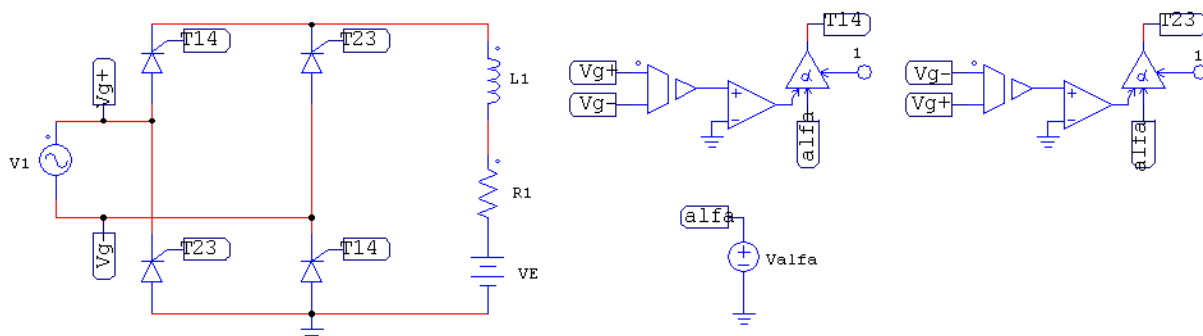 T14
T23
Vg+
V1
Vg-
T23
T14
L1
R1
VE
T14
1
Vg+
Vg-
α
+
-
alfa
T23
1
Vg-
Vg+
α
+
-
alfa
alfa
+
-
Valfa